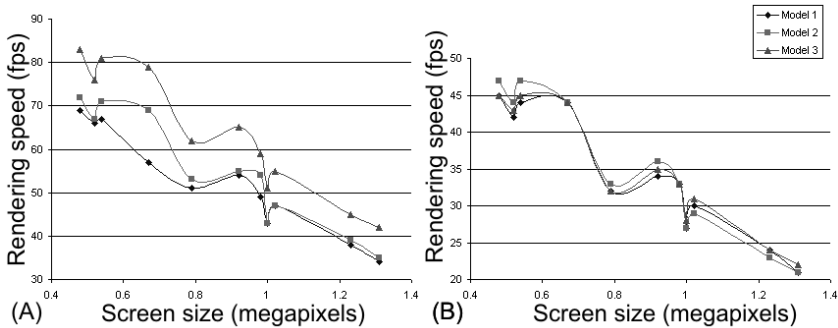 Model 1
Model 2
Model 3
Rendering speed (fps)
90
80
70
60
50
40
30
0.4
0.6
0.8
1
1.2
1.4
(A)
Screen size (megapixels)
Rendering speed (fps)
50
45
40
35
30
25
20
0.4
0.6
0.8
1
1.2
1.4
(B)
Screen size (megapixels)